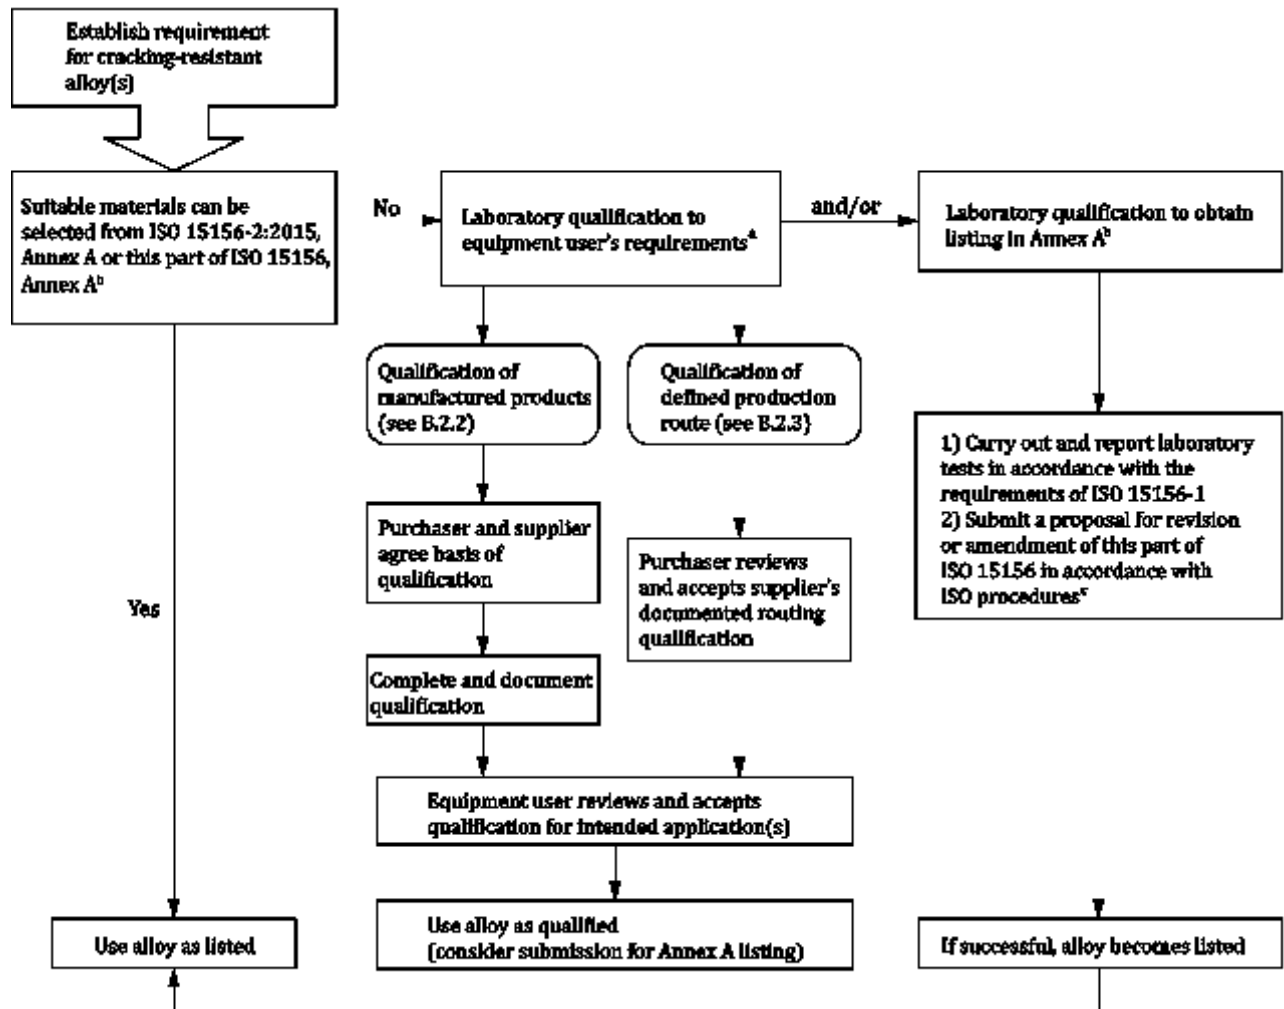 Establish requirement
for cracking-resistant
alloy(s)
Suitable materials can be
selected from ISO 15156-2:2015,
Annex A or this part of ISO 15156,
Annex Aᵇ
No
Laboratory qualification to
equipment user's requirementsᵃ
and/or
Laboratory qualification to obtain
listing in Annex Aᵇ
Qualification of
manufactured products
(see B.2.2)
Qualification of
defined production
route (see B.2.3)
1) Carry out and report laboratory
tests in accordance with the
requirements of ISO 15156-1
2) Submit a proposal for revision
or amendment of this part of
ISO 15156 in accordance with
ISO proceduresᶜ
Purchaser and supplier
agree basis of
qualification
Purchaser reviews
and accepts supplier's
documented routing
qualification
Yes
Complete and document
qualification
Equipment user reviews and accepts
qualification for intended application(s)
Use alloy as listed
Use alloy as qualified
(consider submission for Annex A listing)
If successful, alloy becomes listed